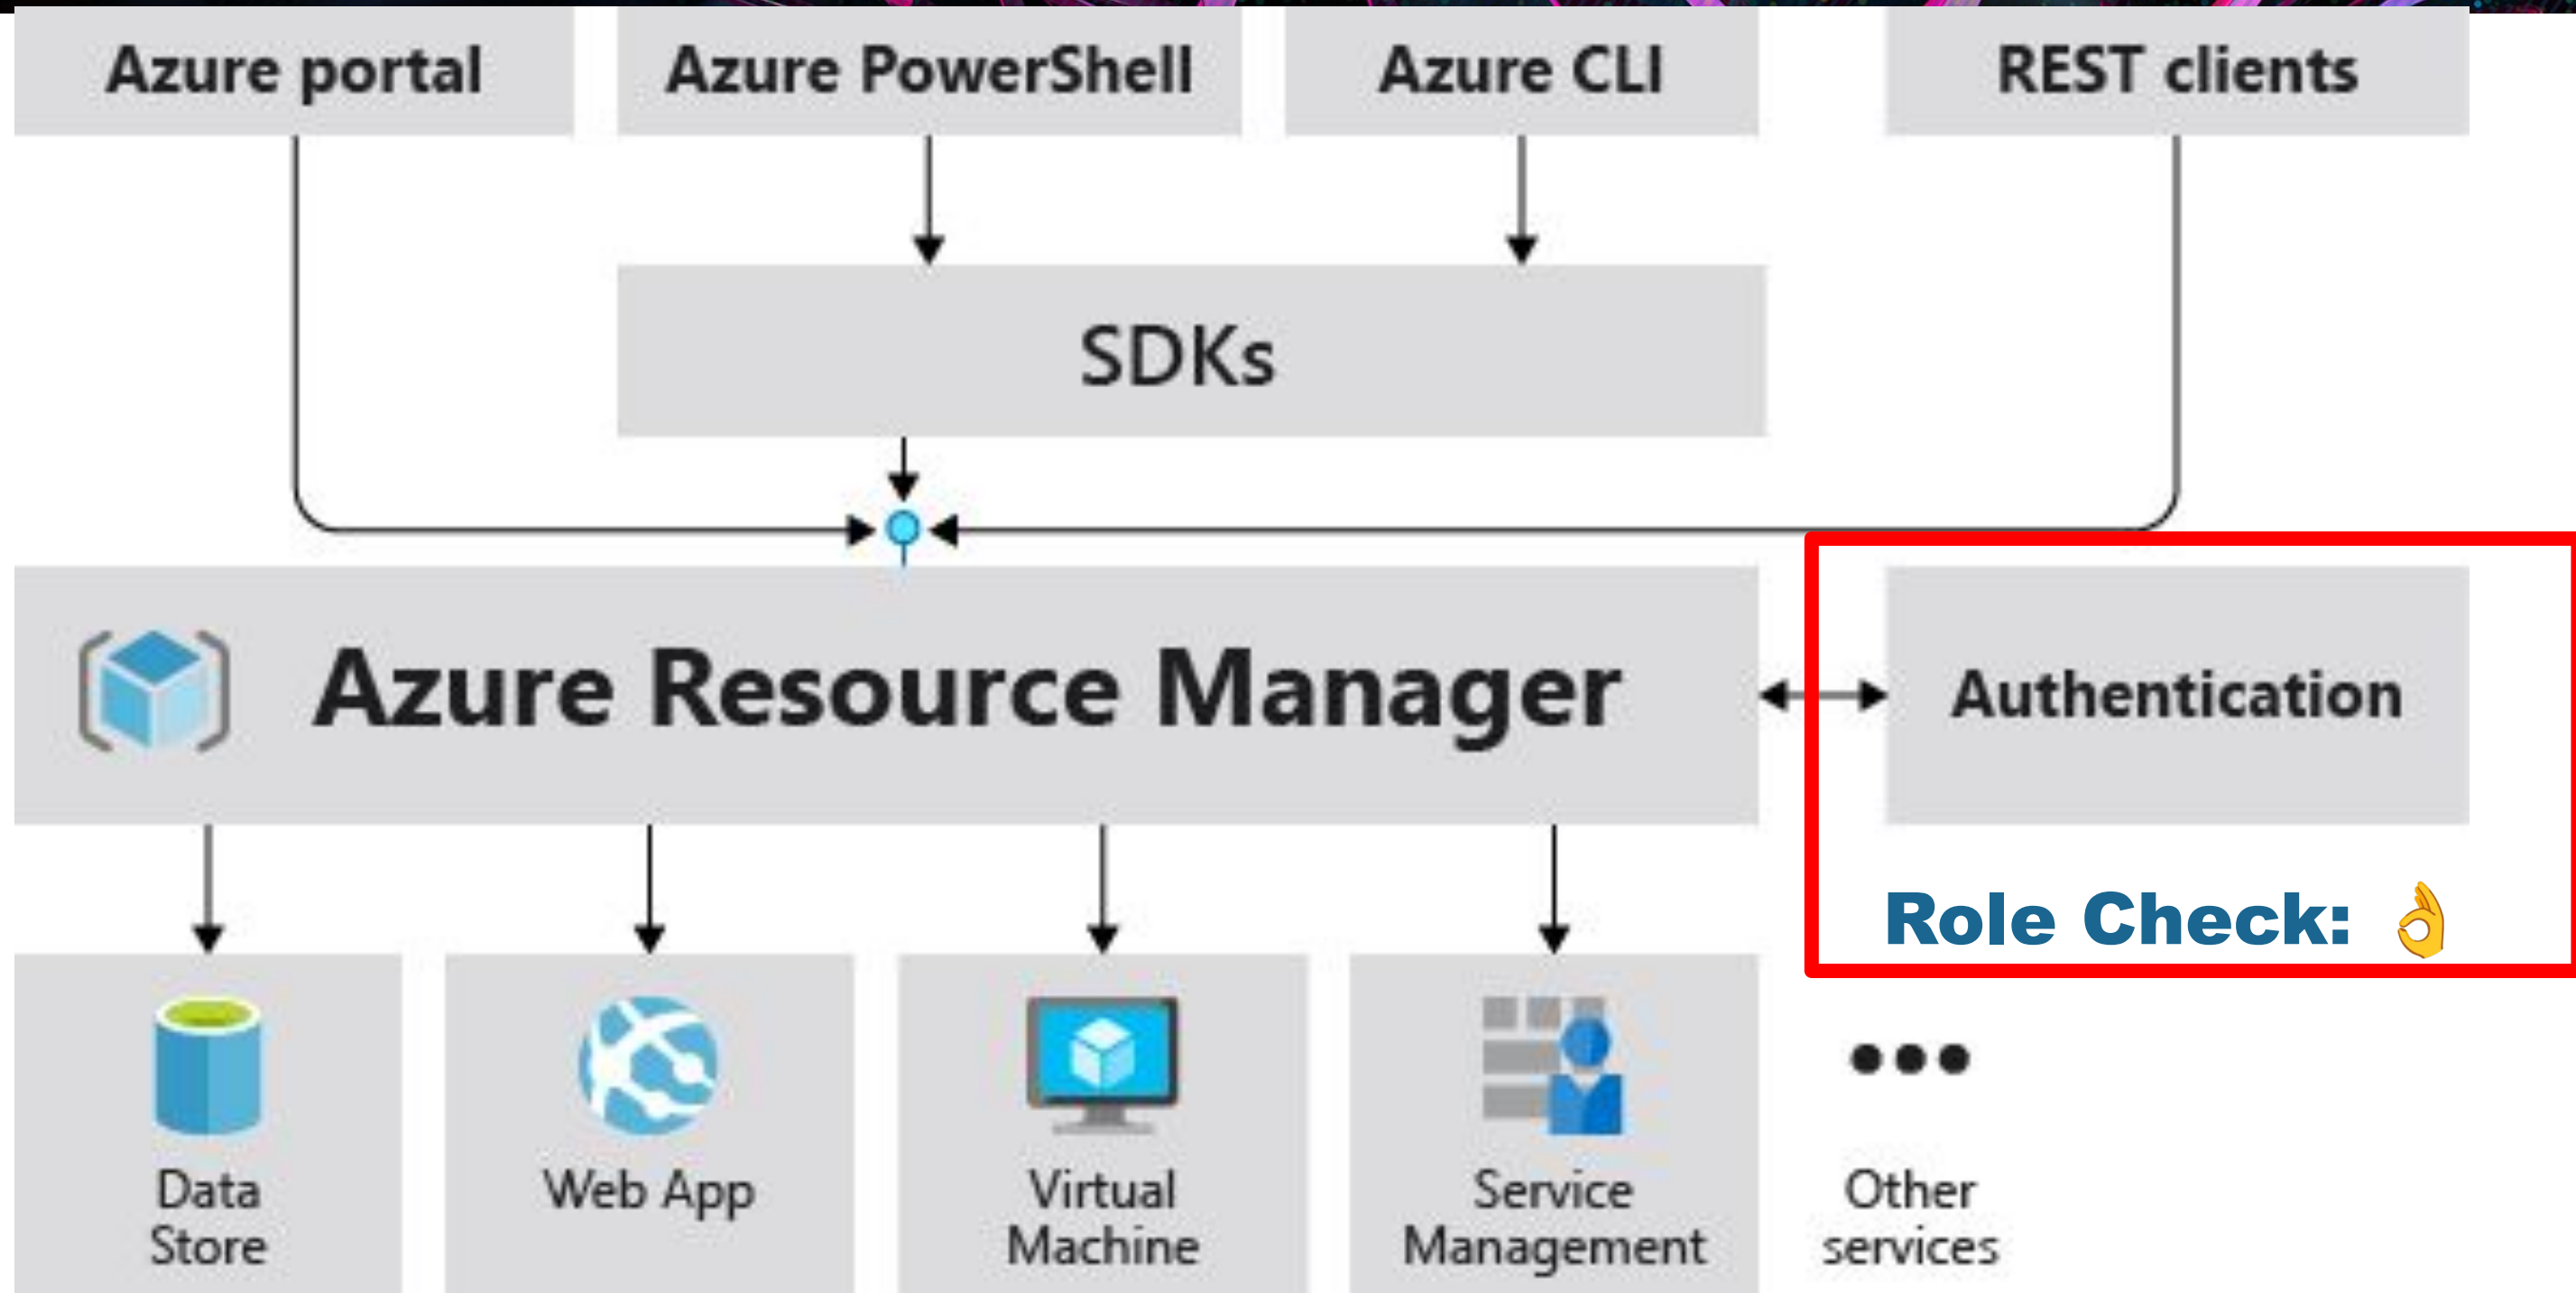 Azure portal
Azure PowerShell
Azure CLI
REST clients
SDKs
Azure Resource Manager
Authentication
Role Check: 👌
Data
Store
Web App
Virtual
Machine
Service
Management
Other
services